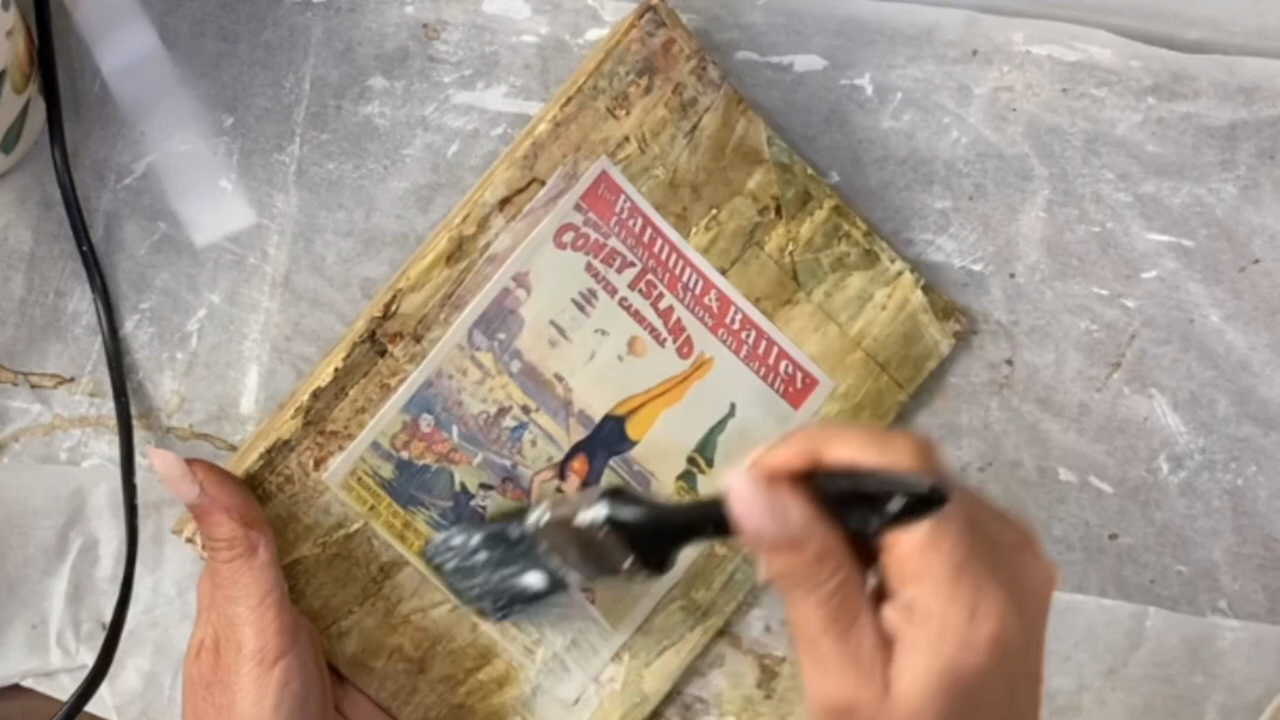 The
Barnum & Bailey
Greatest Show on Earth
CONEY ISLAND
WATER CARNIVAL